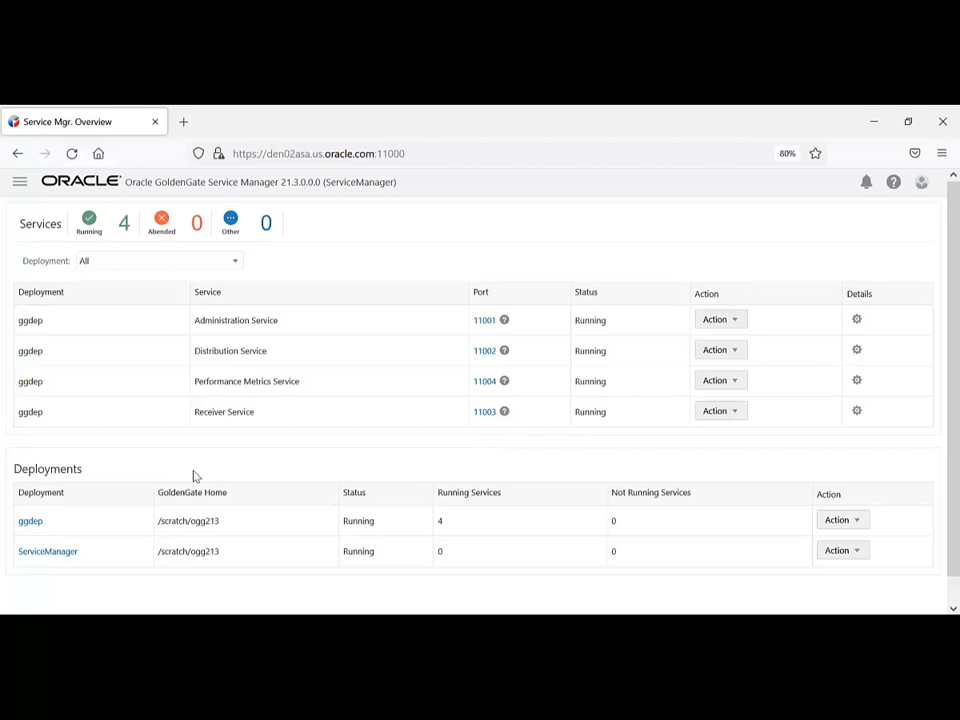 Service Mgr. Overview
https://den02asa.us.oracle.com:11000
80%
ORACLE Oracle GoldenGate Service Manager 21.3.0.0.0 (ServiceManager)
Services Running 4 Abended 0 Other 0
Deployment: All
Deployment Service Port Status Action Details
ggdep Administration Service 11001 Running Action
ggdep Distribution Service 11002 Running Action
ggdep Performance Metrics Service 11004 Running Action
ggdep Receiver Service 11003 Running Action
Deployments
Deployment GoldenGate Home Status Running Services Not Running Services Action
ggdep /scratch/ogg213 Running 4 0 Action
ServiceManager /scratch/ogg213 Running 0 0 Action